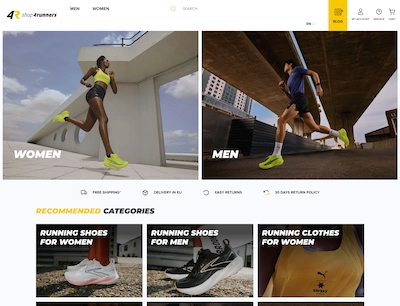 4R shop4runners
MEN WOMEN
SEARCH
EN
BLOG
MY ACCOUNT
SERVICE
CART
WOMEN
MEN
FREE SHIPPING*
DELIVERY IN EU
EASY RETURNS
30 DAYS RETURN POLICY
RECOMMENDED CATEGORIES
RUNNING SHOES
FOR WOMEN
RUNNING SHOES
FOR MEN
RUNNING CLOTHES
FOR WOMEN